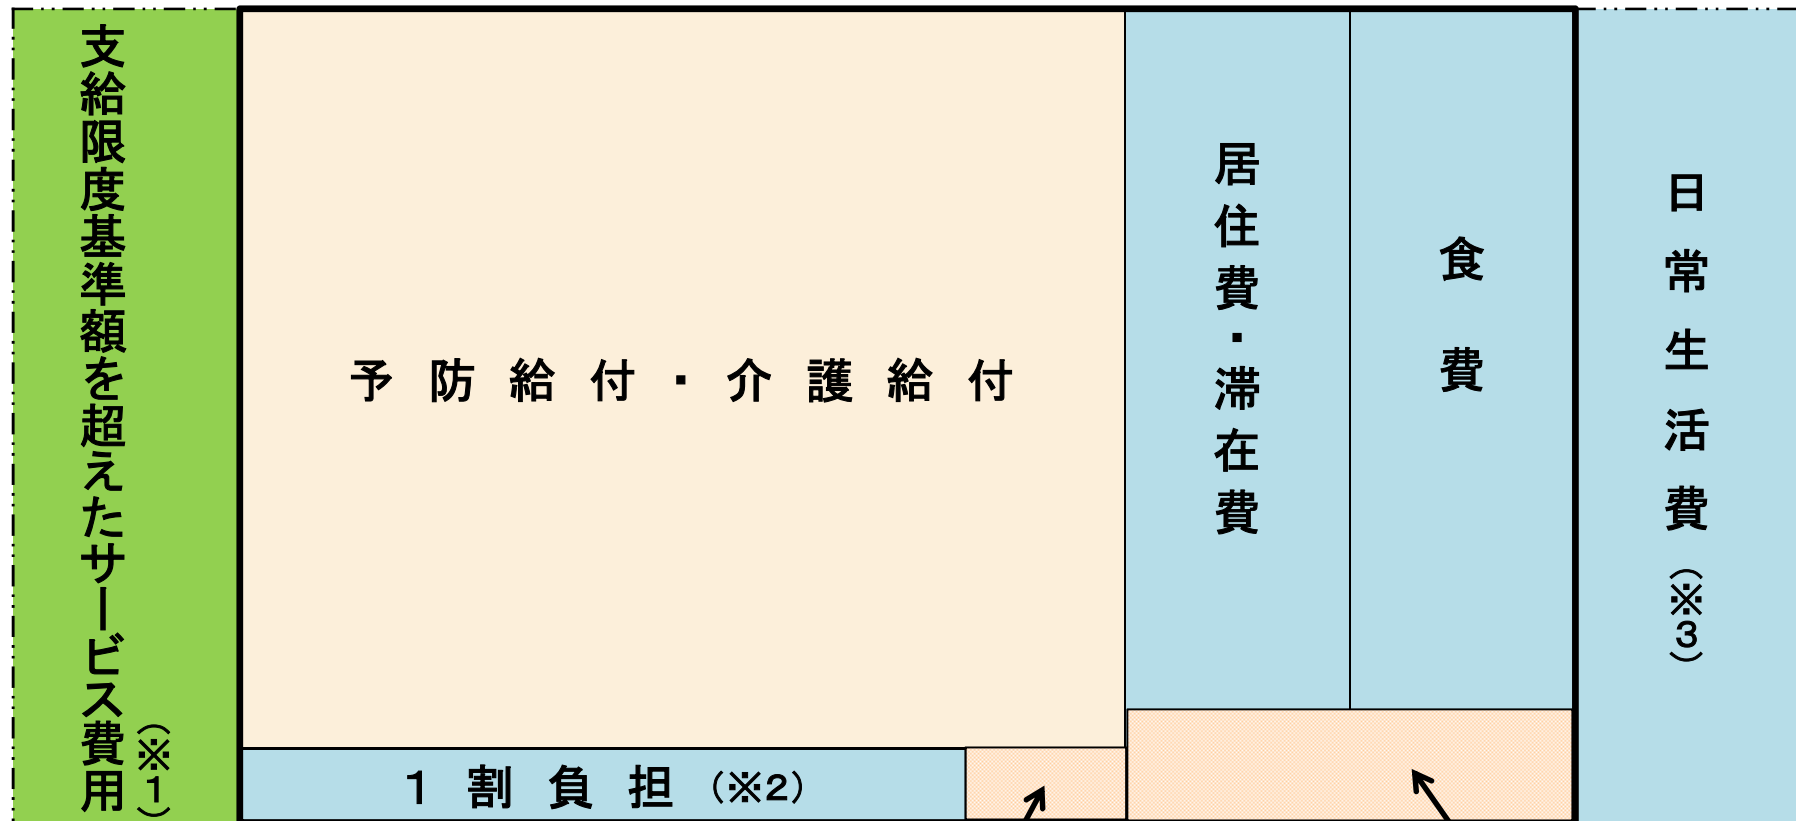 支給限度基準額を超えたサービス費用(※1)
予防給付・介護給付
1割負担(※2)
居住費・滞在費
食費
日常生活費(※3)